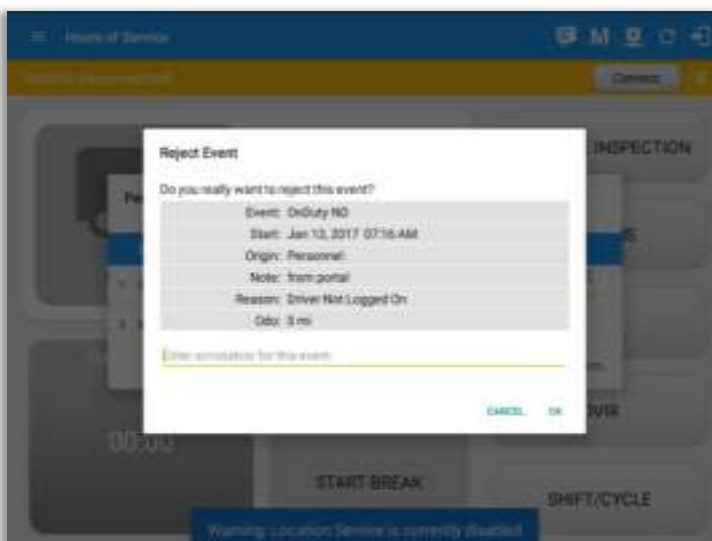 Hours of Service
M
Connect
INSPECTION
Reject Event
Do you really want to reject this event?
Event: OnDuty ND
Start: Jan 13, 2017 07:16 AM
Origin: Personnel
Note: from portal
Reason: Driver Not Logged On
Odo: 5 mi
Enter annotation for this event
CANCEL OK
00:00
START BREAK
SHIFT/CYCLE
Warning: Location Service is currently disabled